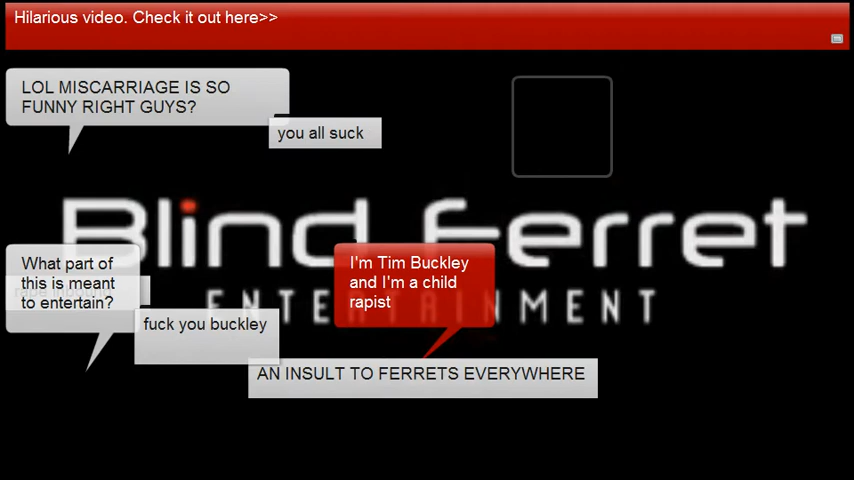 Hilarious video. Check it out here>>
LOL MISCARRIAGE IS SO
FUNNY RIGHT GUYS?
you all suck
Blind Ferret
ENTERTAINMENT
What part of
this is meant
to entertain?
I'm Tim Buckley
and I'm a child
rapist
fuck you buckley
AN INSULT TO FERRETS EVERYWHERE